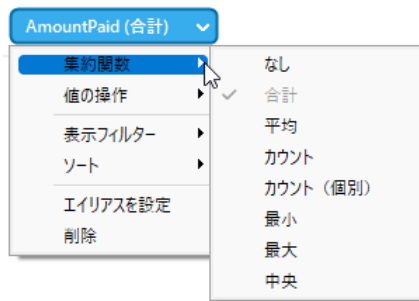 AmountPaid (合計)
集約関数
値の操作
表示フィルター
ソート
エイリアスを設定
削除
なし
合計
平均
カウント
カウント（個別）
最小
最大
中央